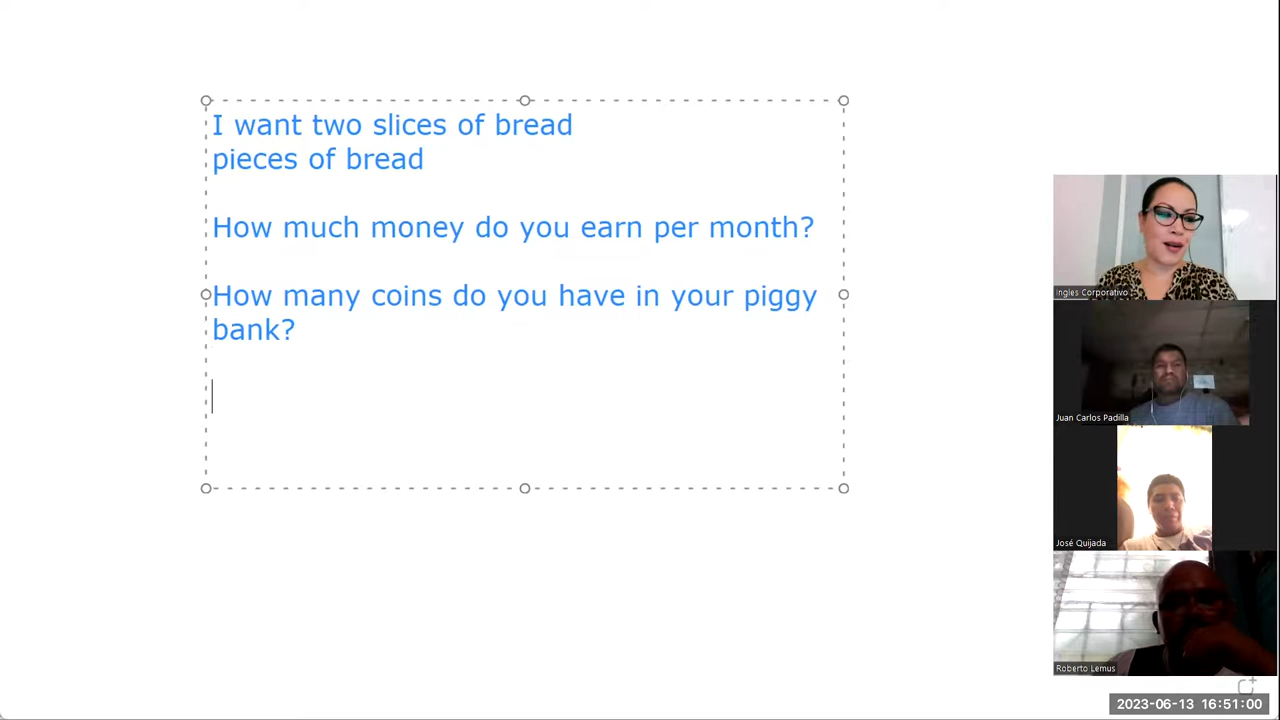 I want two slices of bread
pieces of bread
How much money do you earn per month?
How many coins do you have in your piggy
bank?
Ingles Corporativo
Juan Carlos Padilla
José Quijada
Roberto Lemus
2023-06-13 16:51:00